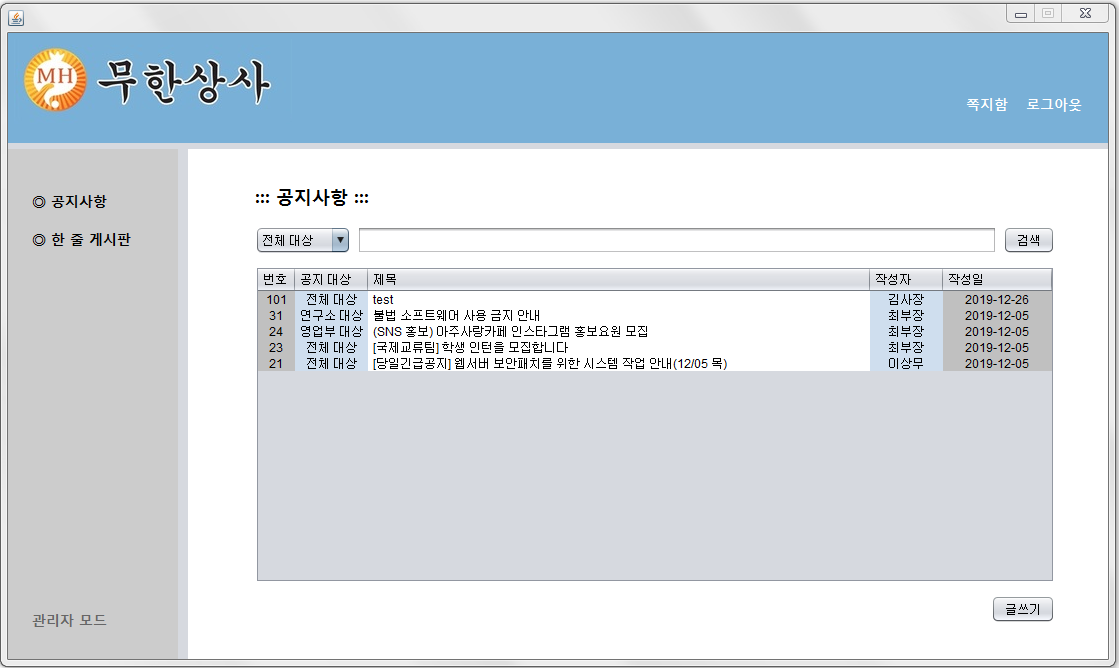 MH 무한상사
쪽지함 로그아웃
◎ 공지사항
◎ 한 줄 게시판
관리자 모드
::: 공지사항 :::
전체 대상 검색
번호 공지 대상 제목 작성자 작성일
101 전체 대상 test 김사장 2019-12-26
31 연구소 대상 불법 소프트웨어 사용 금지 안내 최부장 2019-12-05
24 영업부 대상 (SNS 홍보) 아주사랑카페 인스타그램 홍보요원 모집 최부장 2019-12-05
23 전체 대상 [국제교류팀] 학생 인턴을 모집합니다 최부장 2019-12-05
21 전체 대상 [당일긴급공지] 웹서버 보안패치를 위한 시스템 작업 안내(12/05 목) 이상무 2019-12-05
글쓰기